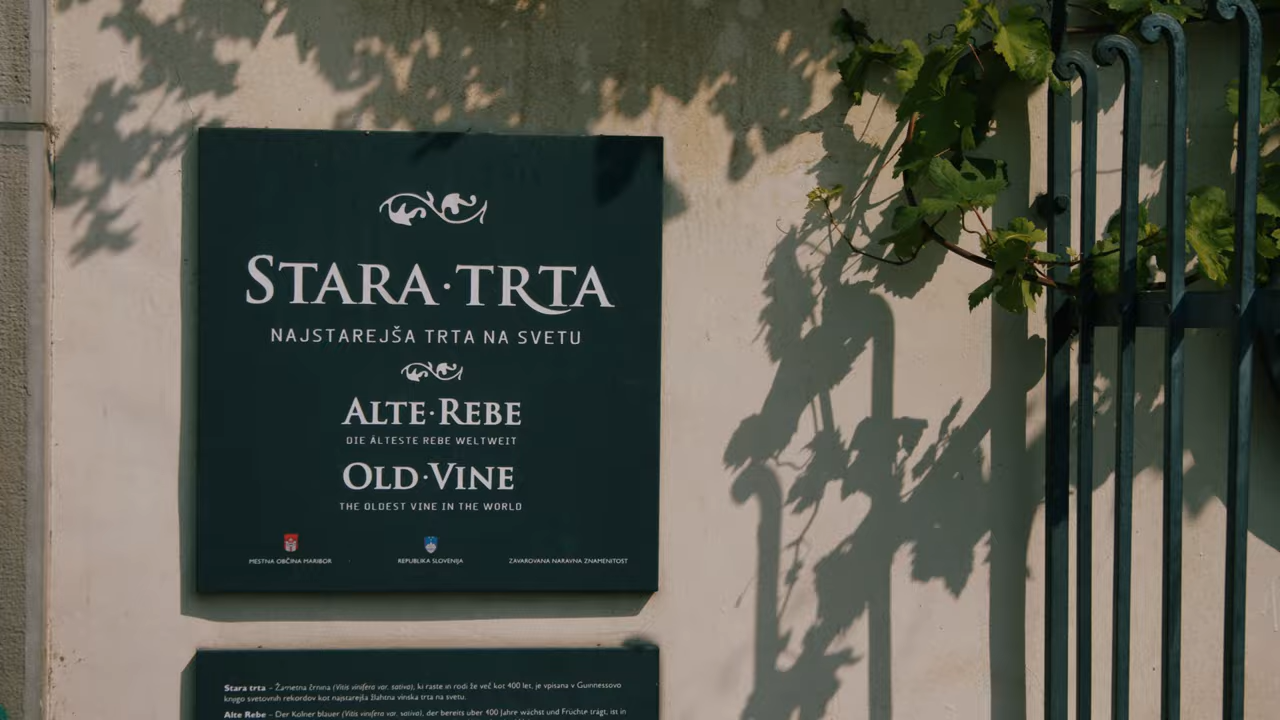 STARA·TRTA
NAJSTAREJŠA TRTA NA SVETU
ALTE·REBE
DIE ÄLTESTE REBE WELTWEIT
OLD·VINE
THE OLDEST VINE IN THE WORLD
MESTNA OBČINA MARIBOR
REPUBLIKA SLOVENIJA
ZAVAROVANA NARAVNA ZNAMENITOST
Stara trta – Žametna črnina (Vitis vinifera var. sativa), ki raste in rodi že več kot 400 let, je vpisana v Guinnessovo
knjigo svetovnih rekordov kot najstarejša žlahtna vinska trta na svetu.
Alte Rebe – Der Kölner blauer (Vitis vinifera var. sativa), der bereits über 400 Jahre wächst und Früchte trägt, ist in